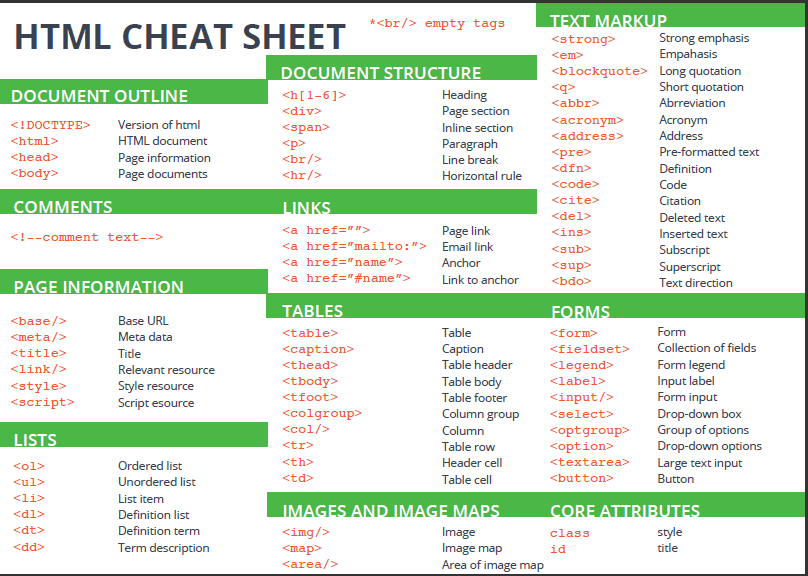 HTML CHEAT SHEET
*<br/> empty tags
DOCUMENT OUTLINE
<!DOCTYPE> Version of html
<html> HTML document
<head> Page information
<body> Page documents
COMMENTS
<!--comment text-->
PAGE INFORMATION
<base/> Base URL
<meta/> Meta data
<title> Title
<link/> Relevant resource
<style> Style resource
<script> Script esource
LISTS
<ol> Ordered list
<ul> Unordered list
<li> List item
<dl> Definition list
<dt> Definition term
<dd> Term description
DOCUMENT STRUCTURE
<h[1-6]> Heading
<div> Page section
<span> Inline section
<p> Paragraph
<br/> Line break
<hr/> Horizontal rule
LINKS
<a href=””> Page link
<a href=”mailto:”> Email link
<a href=”name”> Anchor
<a href=”#name”> Link to anchor
TABLES
<table> Table
<caption> Caption
<thead> Table header
<tbody> Table body
<tfoot> Table footer
<colgroup> Column group
<col/> Column
<tr> Table row
<th> Header cell
<td> Table cell
IMAGES AND IMAGE MAPS
<img/> Image
<map> Image map
<area/> Area of image map
TEXT MARKUP
<strong> Strong emphasis
<em> Empahasis
<blockquote> Long quotation
<q> Short quotation
<abbr> Abrreviation
<acronym> Acronym
<address> Address
<pre> Pre-formatted text
<dfn> Definition
<code> Code
<cite> Citation
<del> Deleted text
<ins> Inserted text
<sub> Subscript
<sup> Superscript
<bdo> Text direction
FORMS
<form> Form
<fieldset> Collection of fields
<legend> Form legend
<label> Input label
<input/> Form input
<select> Drop-down box
<optgroup> Group of options
<option> Drop-down options
<textarea> Large text input
<button> Button
CORE ATTRIBUTES
class style
id title